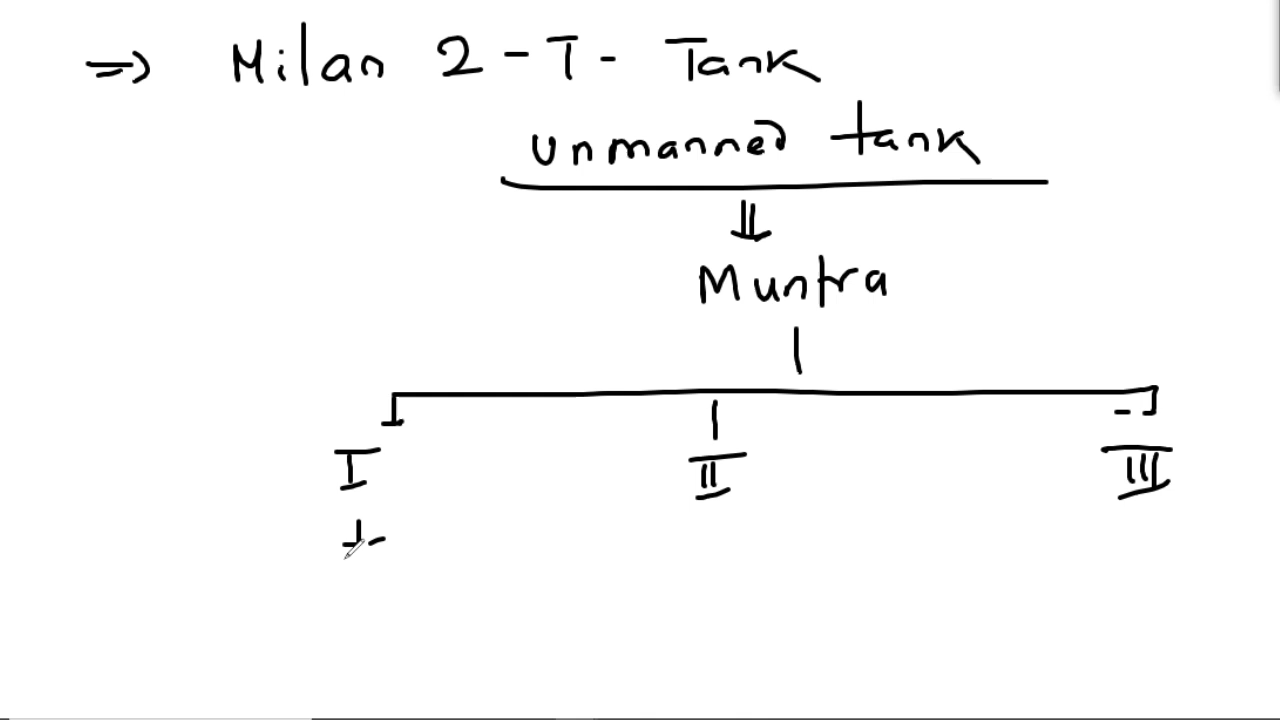 ⇒ Milan 2-T- Tank
unmanned tank
⇓
Muntra
I II III